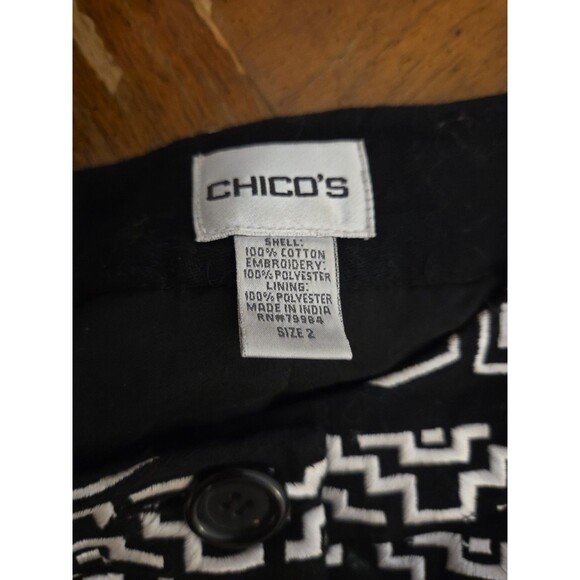 CHICO'S
SHELL:
100% COTTON
EMBROIDERY:
100% POLYESTER
LINING:
100% POLYESTER
MADE IN INDIA
RN#79984
SIZE 2